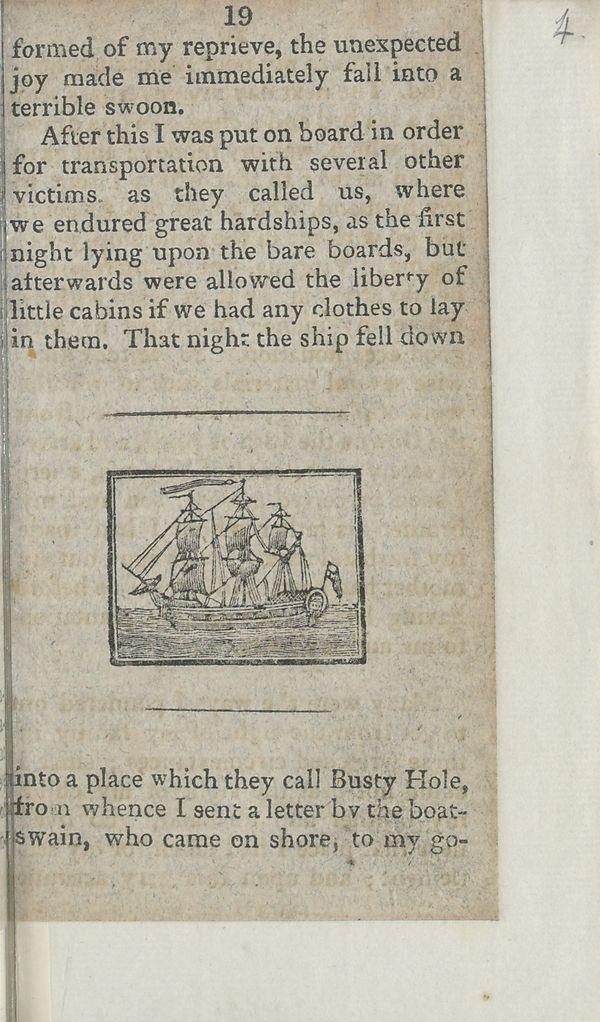 19
4
formed of my reprieve, the unexpected
joy made me immediately fall into a
terrible swoon.
After this I was put on board in order
for transportation with several other
victims. as they called us, where
we endured great hardships, as the first
night lying upon the bare boards, but
afterwards were allowed the liberty of
little cabins if we had any clothes to lay
in them. That night the ship fell down
into a place which they call Busty Hole,
from whence I sent a letter by the boat-
swain, who came on shore, to my go-